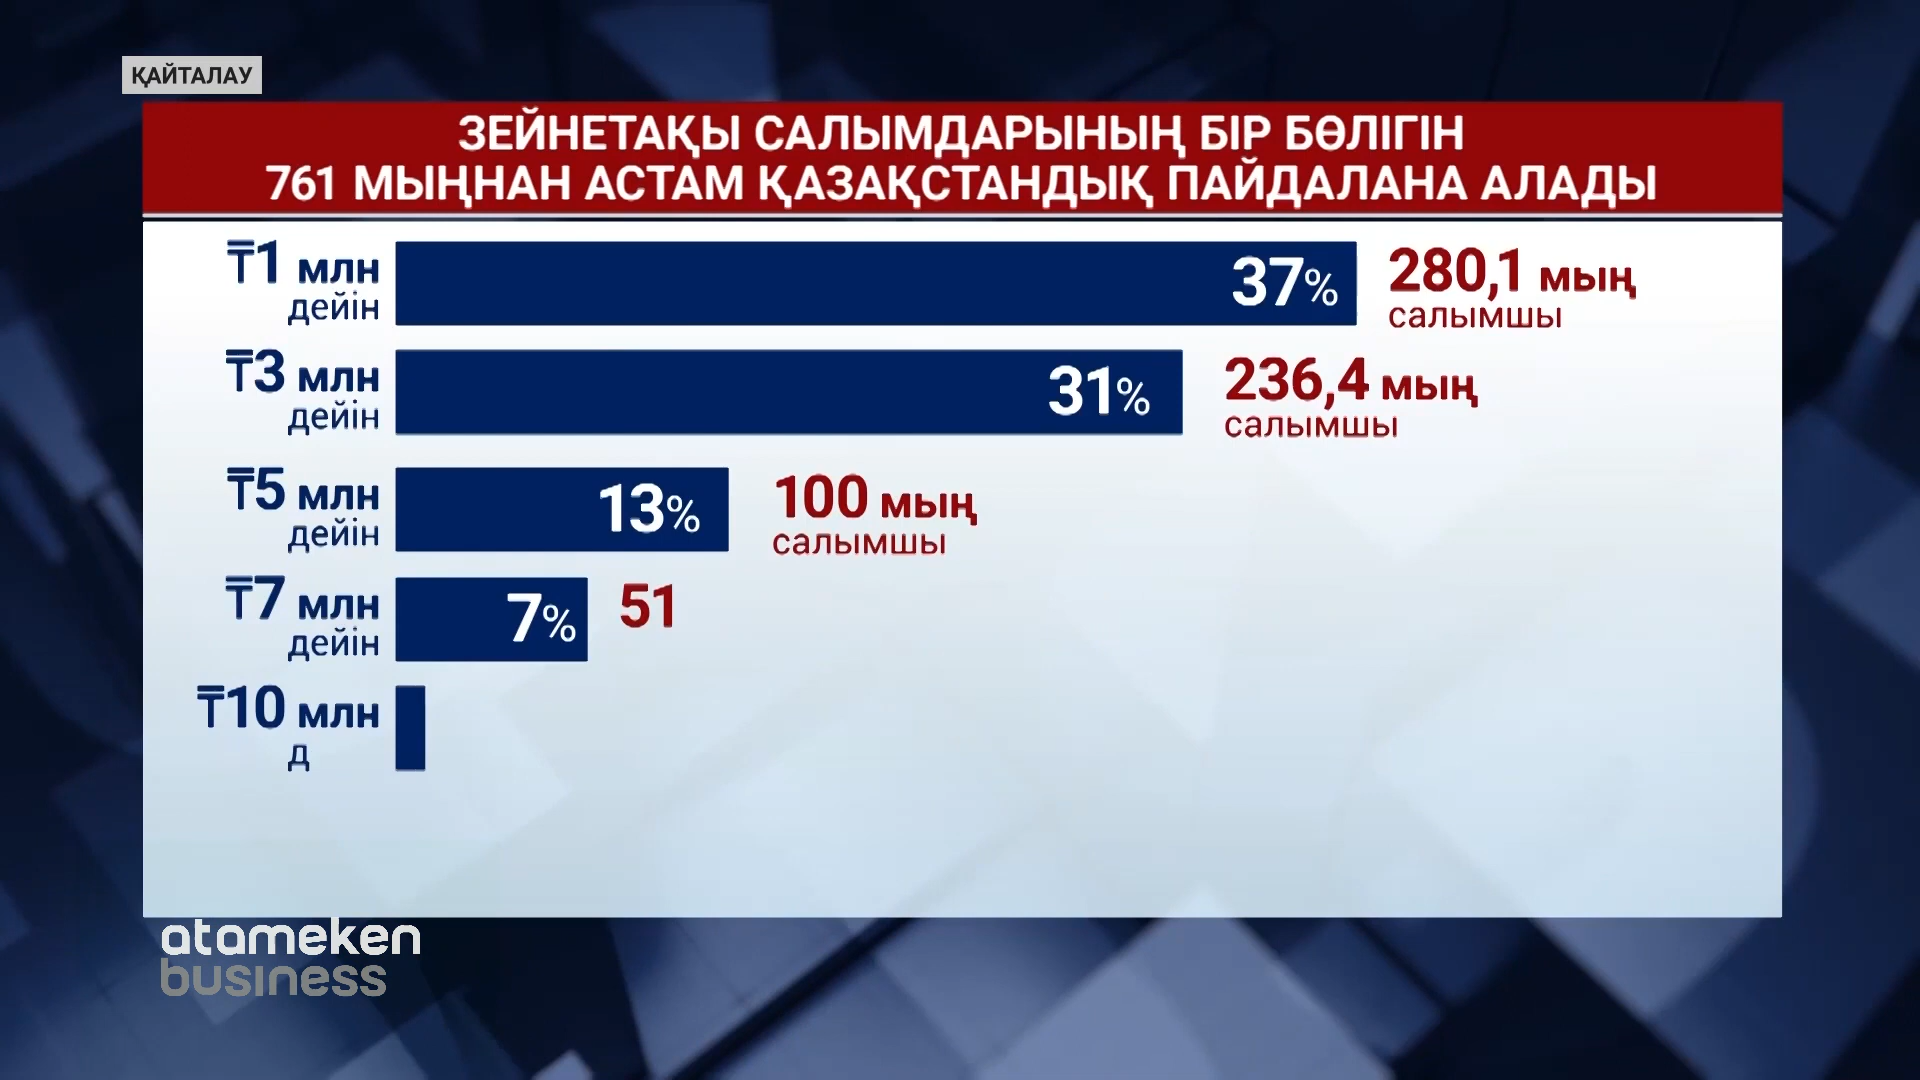 ҚАЙТАЛАУ
ЗЕЙНЕТАҚЫ САЛЫМДАРЫНЫҢ БІР БӨЛІГІН
761 МЫҢНАН АСТАМ ҚАЗАҚСТАНДЫҚ ПАЙДАЛАНА АЛАДЫ
₸1 млн
дейін
37%
280,1 мың
салымшы
₸3 млн
дейін
31%
236,4 мың
салымшы
₸5 млн
дейін
13%
100 мың
салымшы
₸7 млн
дейін
7%
51
₸10 млн
д
atameken
business